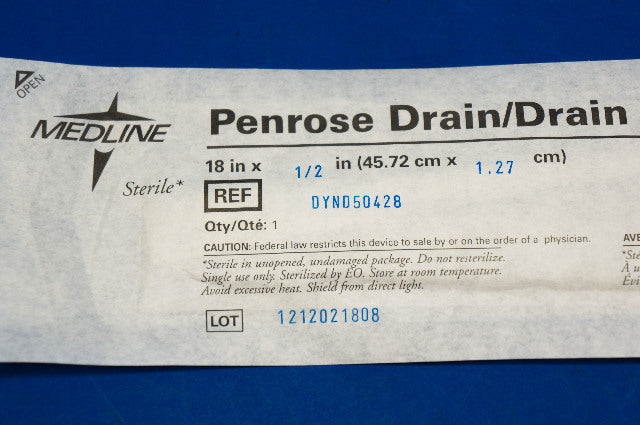 OPEN
MEDLINE
Sterile*
Penrose Drain/Drain
18 in x 1/2 in (45.72 cm x 1.27 cm)
REF DYND50428
Qty/Qté: 1
CAUTION: Federal law restricts this device to sale by or on the order of a physician.
*Sterile in unopened, undamaged package. Do not resterilize.
Single use only. Sterilized by EO. Store at room temperature.
Avoid excessive heat. Shield from direct light.
LOT 1212021808
AVE
*Sté
À u
Évi